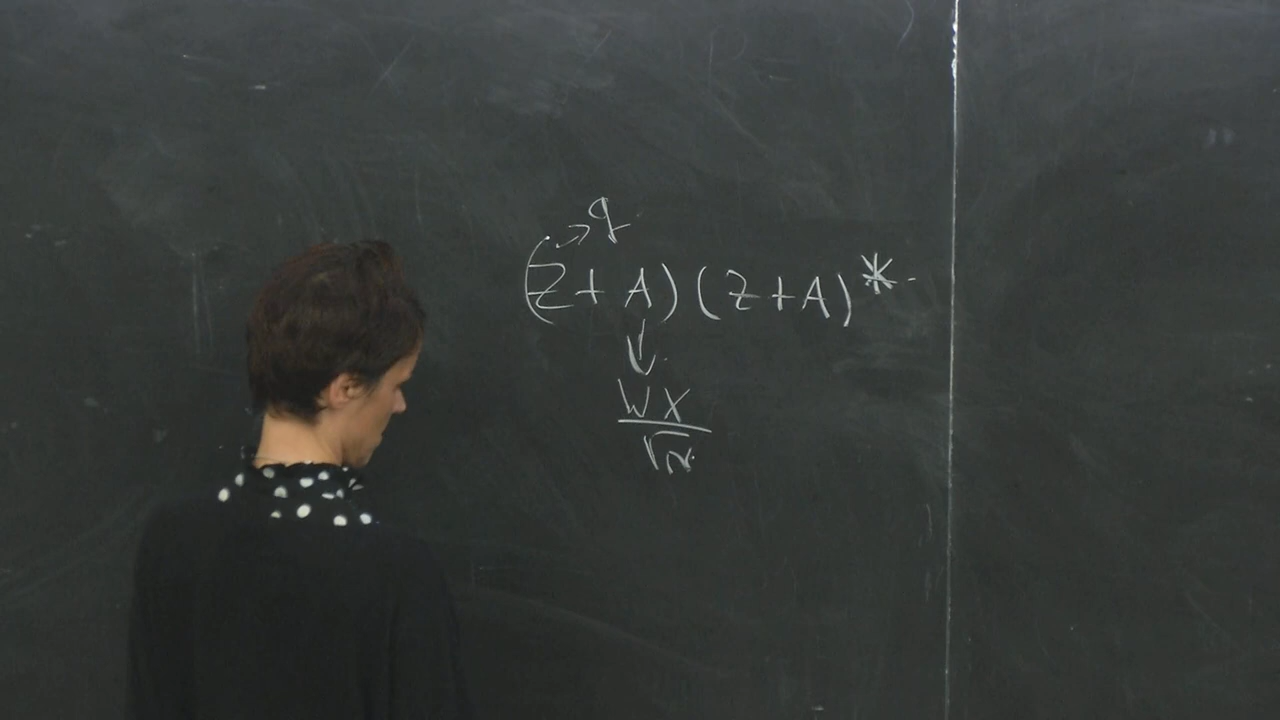 q
(Z + A) (Z + A)*
↓
WX
√n